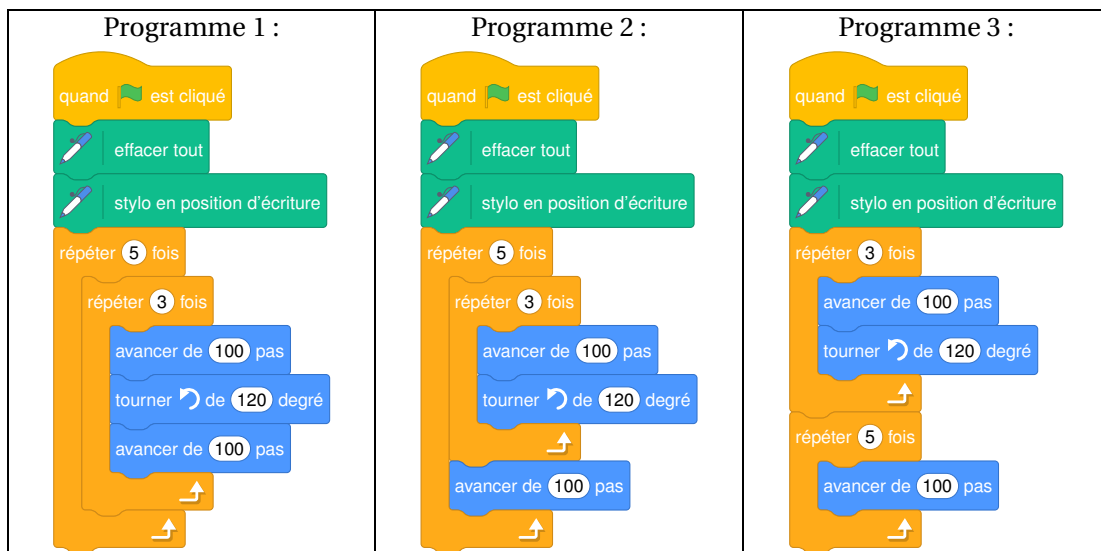 Programme 1 :
quand est cliqué
effacer tout
stylo en position d'écriture
répéter 5 fois
répéter 3 fois
avancer de 100 pas
tourner de 120 degré
avancer de 100 pas
Programme 2 :
quand est cliqué
effacer tout
stylo en position d'écriture
répéter 5 fois
répéter 3 fois
avancer de 100 pas
tourner de 120 degré
avancer de 100 pas
Programme 3 :
quand est cliqué
effacer tout
stylo en position d'écriture
répéter 3 fois
avancer de 100 pas
tourner de 120 degré
répéter 5 fois
avancer de 100 pas